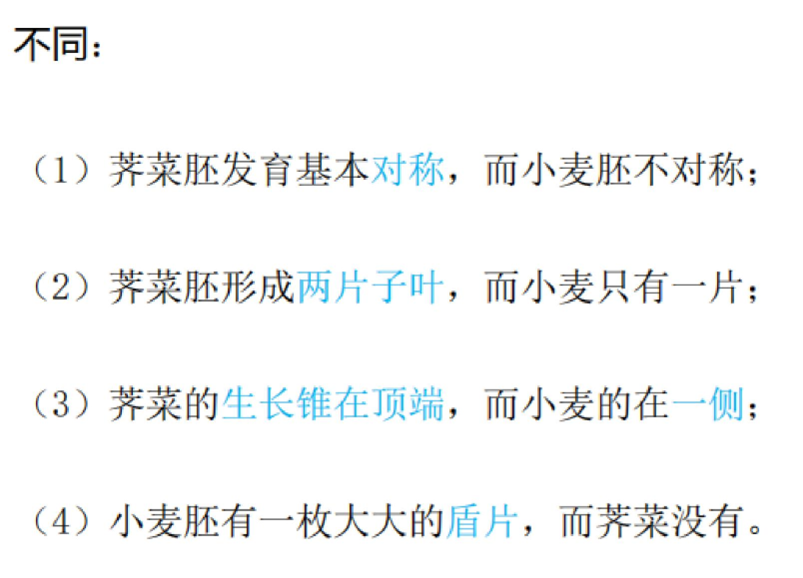 不同：
（1）荠菜胚发育基本对称，而小麦胚不对称；
（2）荠菜胚形成两片子叶，而小麦只有一片；
（3）荠菜的生长锥在顶端，而小麦的在一侧；
（4）小麦胚有一枚大大的盾片，而荠菜没有。